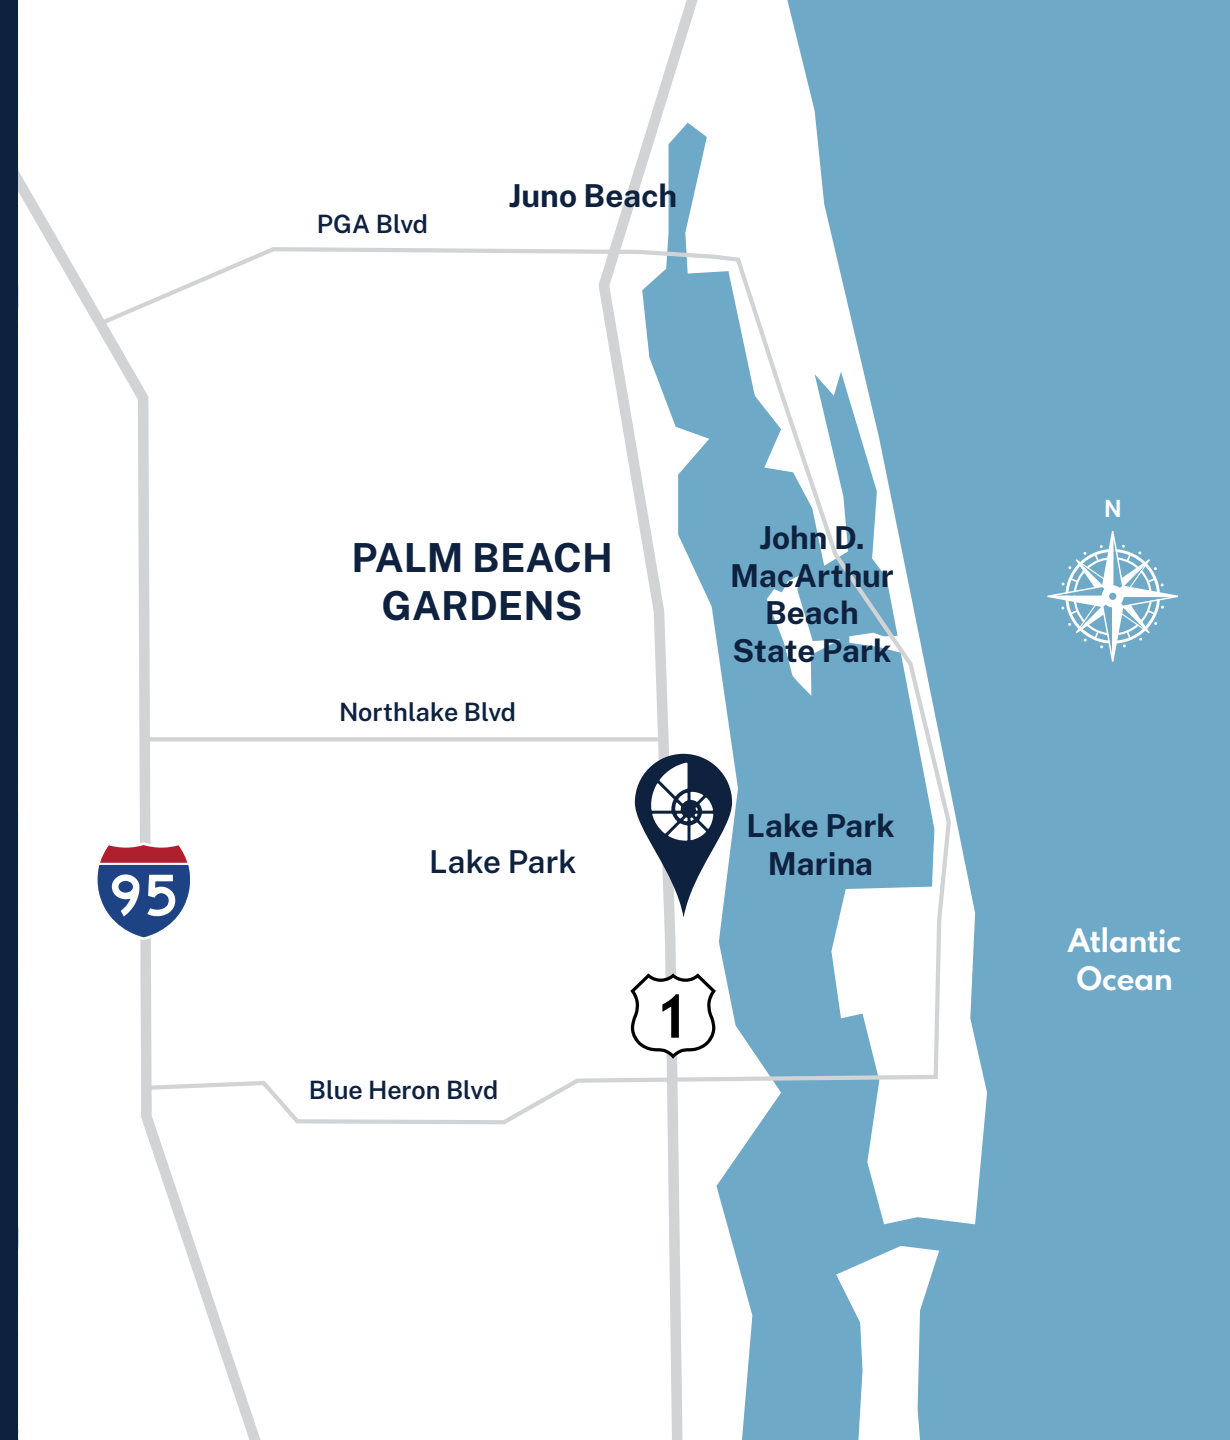 Juno Beach
PGA Blvd
N
John D.
MacArthur
Beach
State Park
PALM BEACH
GARDENS
Northlake Blvd
Lake Park
Marina
Lake Park
95
Atlantic
Ocean
1
Blue Heron Blvd